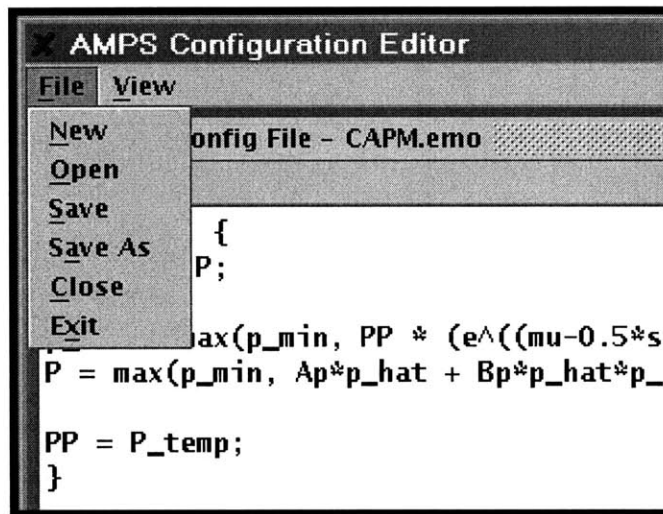 AMPS Configuration Editor
File View
New
onfig File - CAPM.emo
Open
Save
{
Save As
P;
Close
Exit
ax(p_min, PP * (e^((mu-0.5*s
P = max(p_min, Ap*p_hat + Bp*p_hat*p_
PP = P_temp;
}